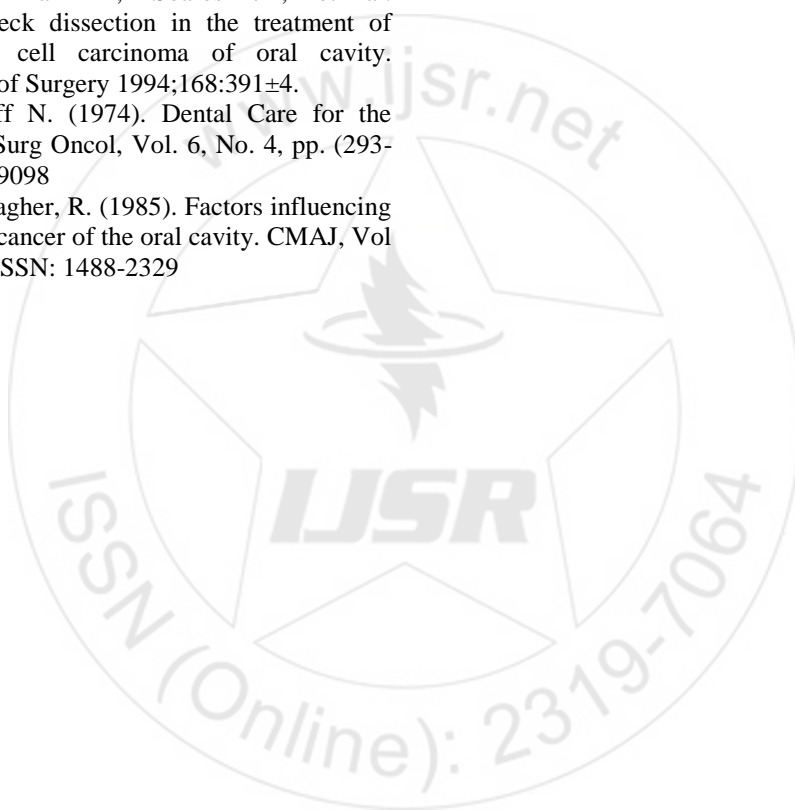 eck dissection in the treatment of
cell carcinoma of oral cavity.
of Surgery 1994;168:391±4.
ff N. (1974). Dental Care for the
Surg Oncol, Vol. 6, No. 4, pp. (293-
9098
agher, R. (1985). Factors influencing
cancer of the oral cavity. CMAJ, Vol
ISSN: 1488-2329
www.ijsr.net
IJSR
ISSN (Online): 2319-7064